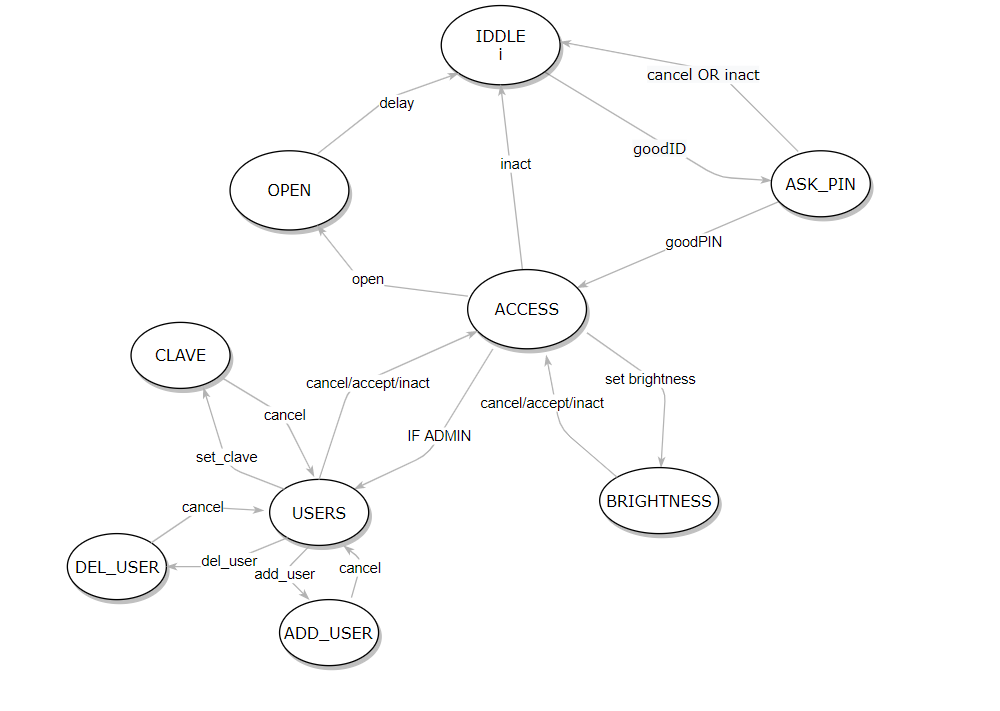 IDDLE
i
cancel OR inact
delay
goodID
inact
OPEN
ASK_PIN
goodPIN
open
ACCESS
CLAVE
cancel/accept/inact
set brightness
cancel/accept/inact
cancel
IF ADMIN
set_clave
BRIGHTNESS
cancel
USERS
del_user
cancel
DEL_USER
add_user
ADD_USER